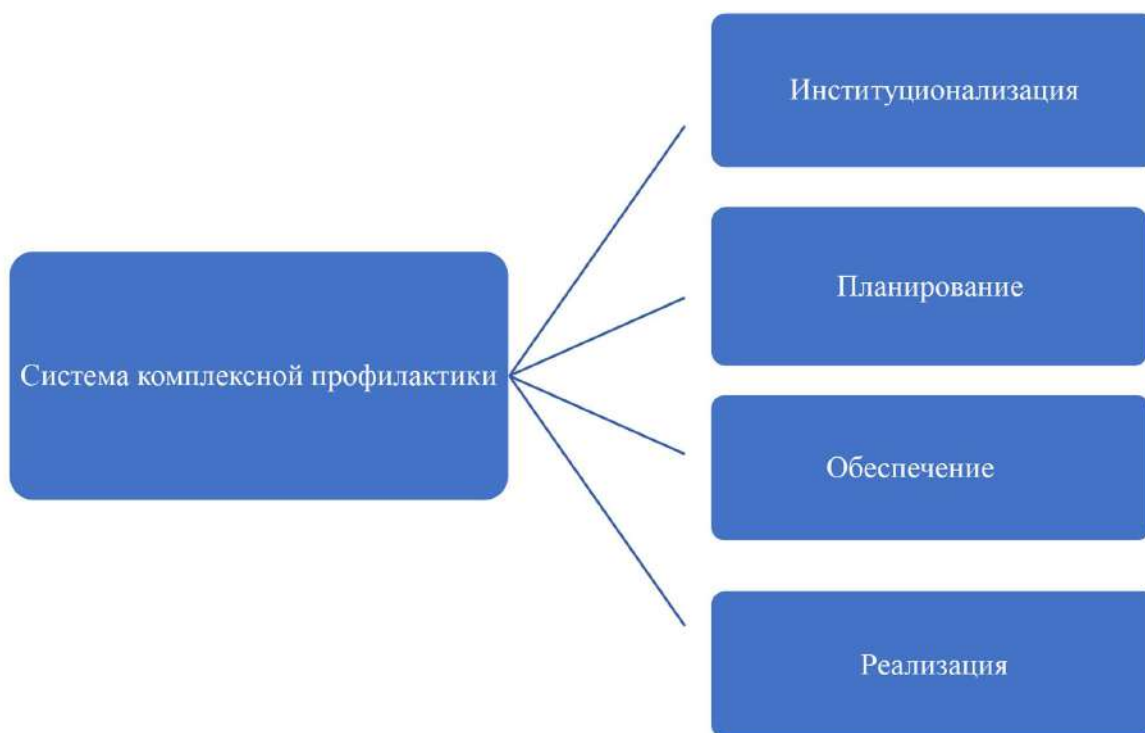 Институционализация
Планирование
Система комплексной профилактики
Обеспечение
Реализация